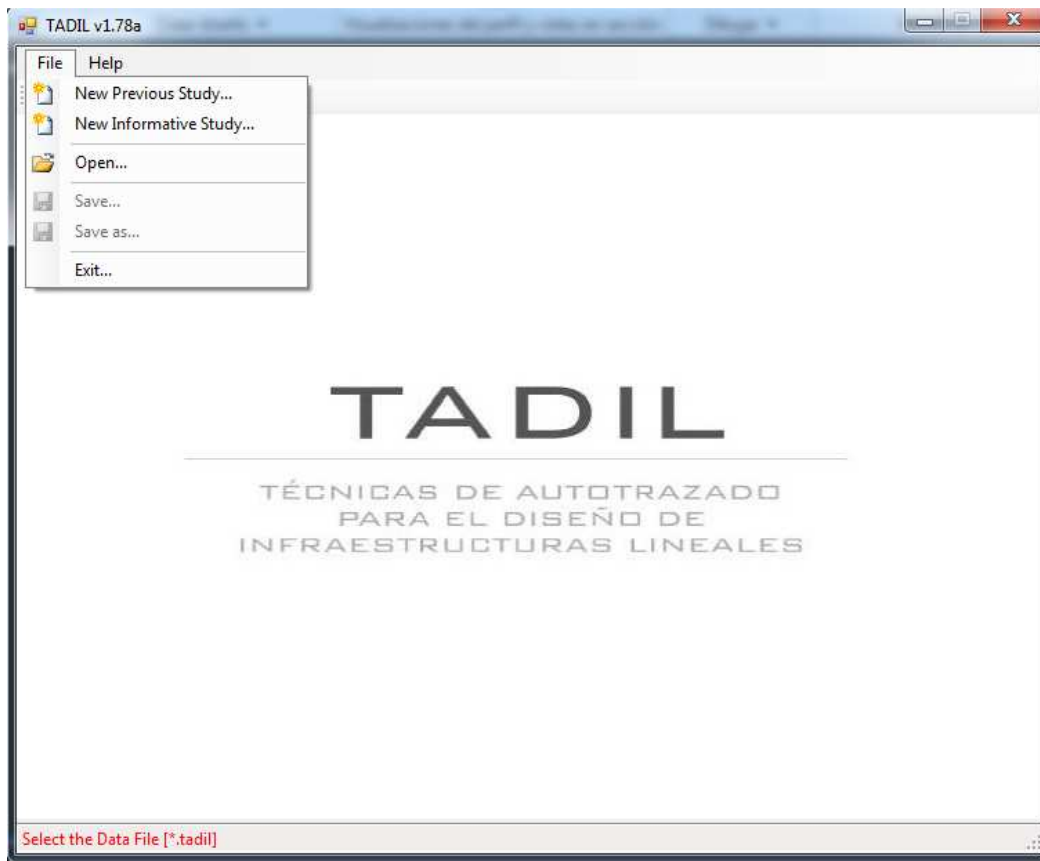 TADIL v1.78a
File Help
New Previous Study...
New Informative Study...
Open...
Save...
Save as...
Exit...
TADIL
TÉCNICAS DE AUTOTRAZADO
PARA EL DISEÑO DE
INFRAESTRUCTURAS LINEALES
Select the Data File [*.tadil]